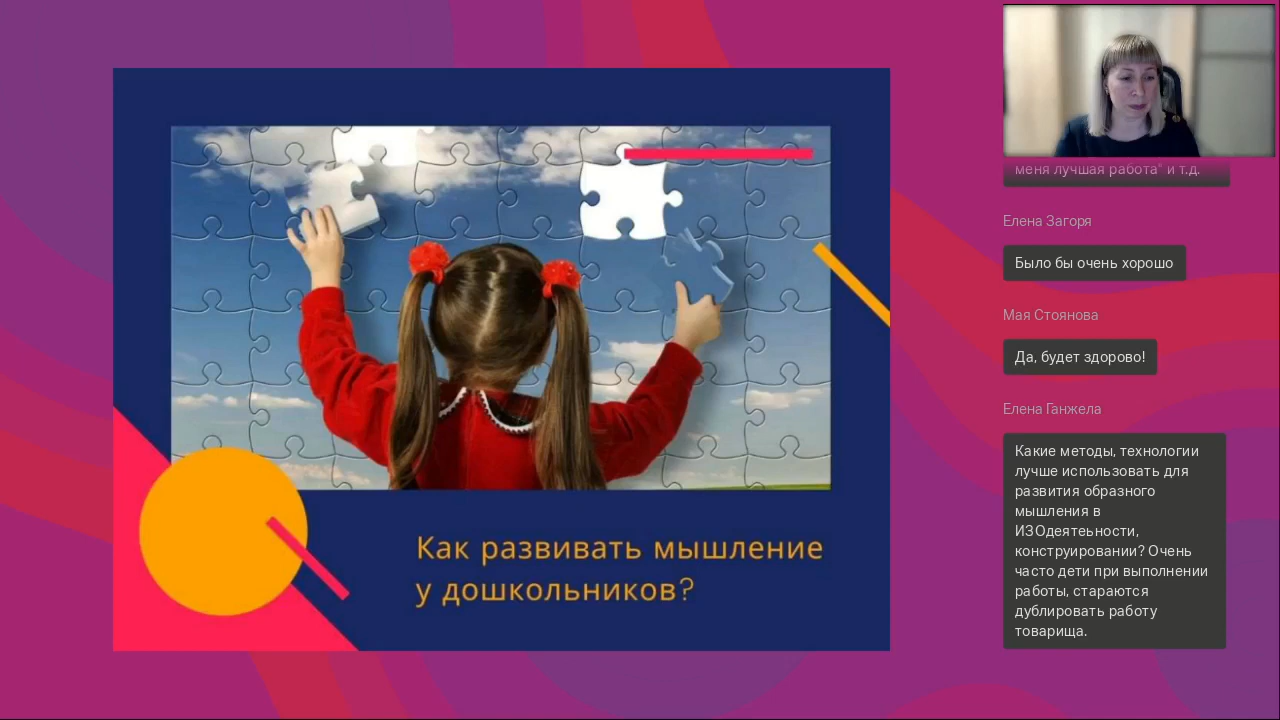 Как развивать мышление
у дошкольников?
меня лучшая работа" и т.д.
Елена Загоря
Было бы очень хорошо
Мая Стоянова
Да, будет здорово!
Елена Ганжела
Какие методы, технологии
лучше использовать для
развития образного
мышления в
ИЗОдеятеьности,
конструировании? Очень
часто дети при выполнении
работы, стараются
дублировать работу
товарища.